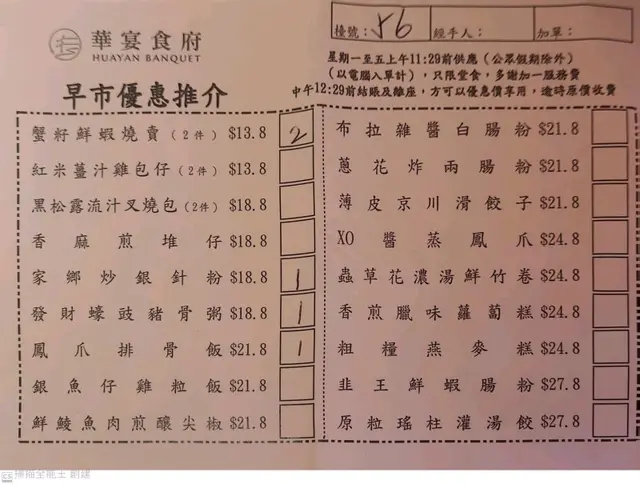 華宴食府
HUAYAN BANQUET
早市優惠推介
檯號：56 經手人： 加單：
星期一至五上午11:29前供應（公眾假期除外）
（以電腦入單計），只限堂食，多謝加一服務費
中午12:29前結賬及離座，方可以優惠價享用，逾時原價收費
蟹籽鮮蝦燒賣（2件） $13.8 2
紅米薑汁雞包仔（2件） $13.8
黑松露流汁叉燒包（2件） $18.8
香麻煎堆仔 $18.8
家鄉炒銀針粉 $18.8 1
發財蠔豉豬骨粥 $18.8 1
鳳爪排骨飯 $21.8 1
銀魚仔雞粒飯 $21.8
鮮鯪魚肉煎釀尖椒 $21.8
布拉雜醬白腸粉 $21.8
蔥花炸兩腸粉 $21.8
薄皮京川滑餃子 $21.8
XO醬蒸鳳爪 $24.8
蟲草花濃湯鮮竹卷 $24.8
香煎臘味蘿蔔糕 $24.8
粗糧燕麥糕 $24.8
韭王鮮蝦腸粉 $27.8
原粒瑤柱灌湯餃 $27.8
CS 掃描全能王 創建